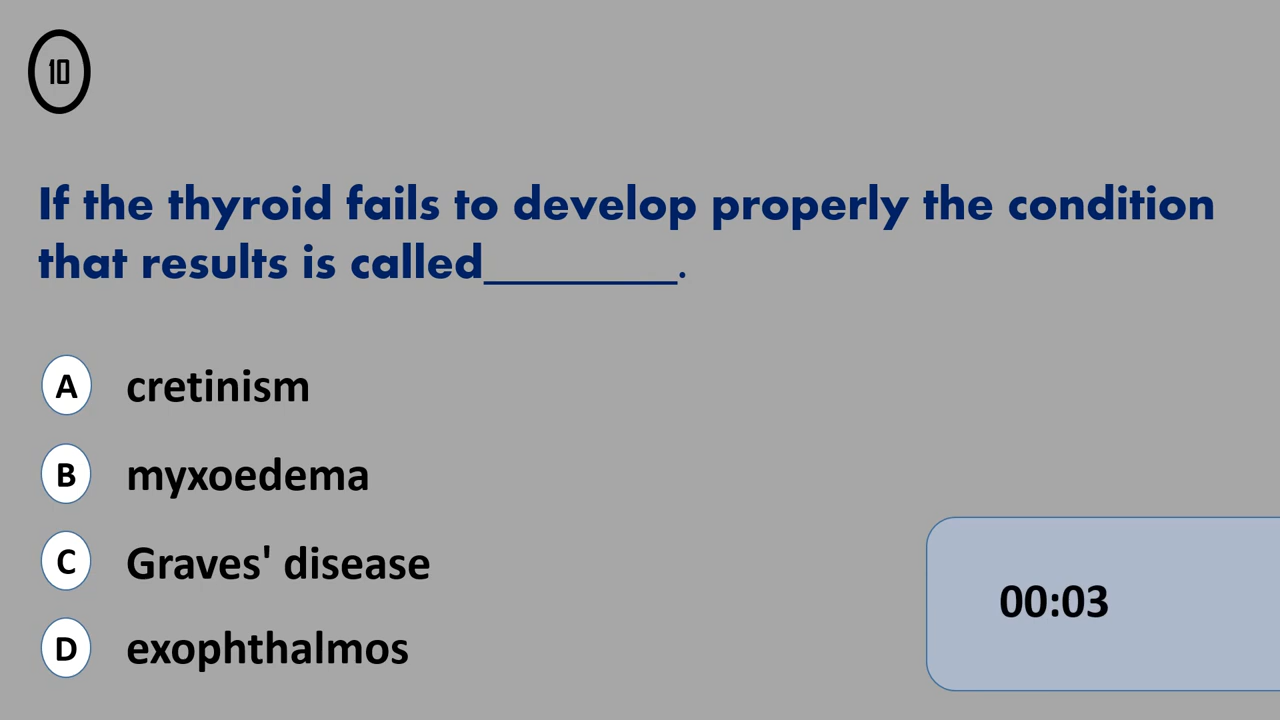 10
If the thyroid fails to develop properly the condition
that results is called________.
A cretinism
B myxoedema
C Graves' disease
D exophthalmos
00:03